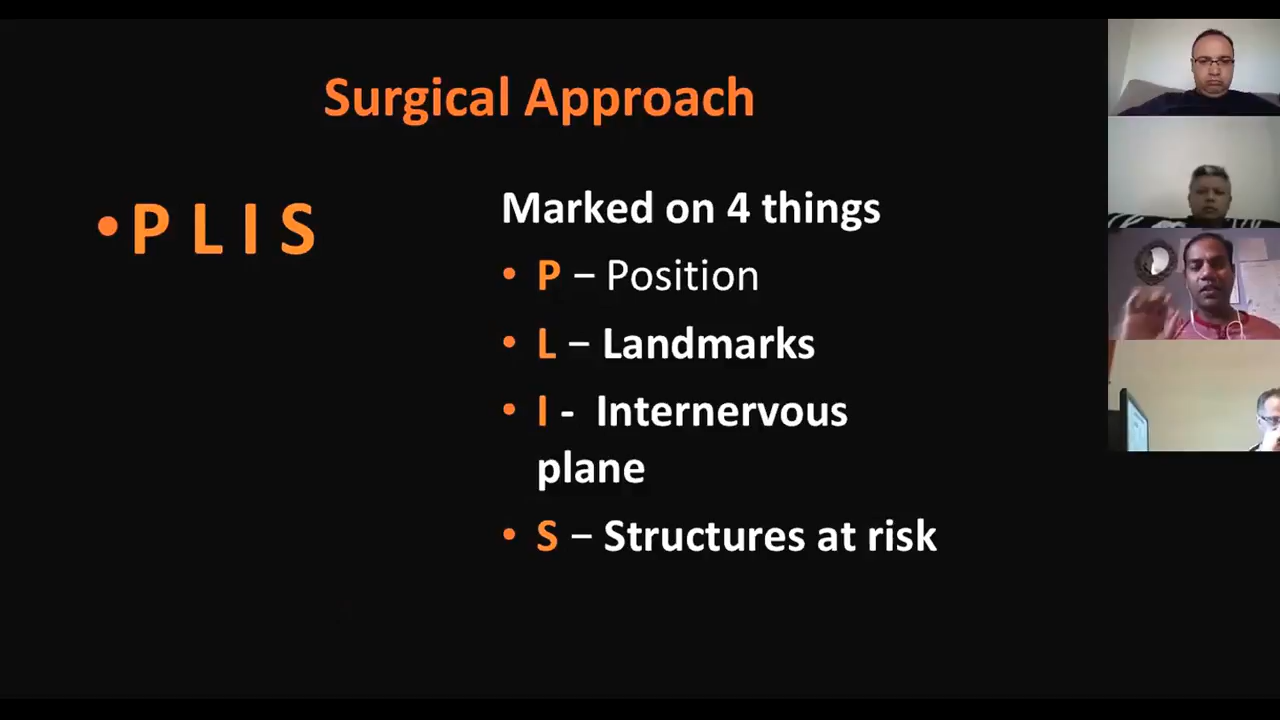 Surgical Approach
• P L I S
Marked on 4 things
• P – Position
• L – Landmarks
• I - Internervous
plane
• S – Structures at risk